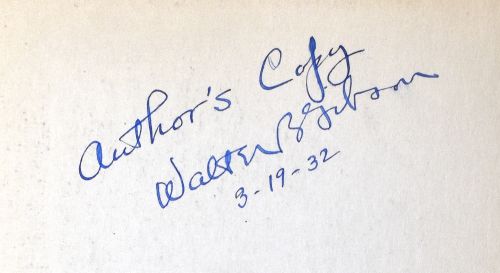 Author's Copy
Walter B Gibson
3-19-32